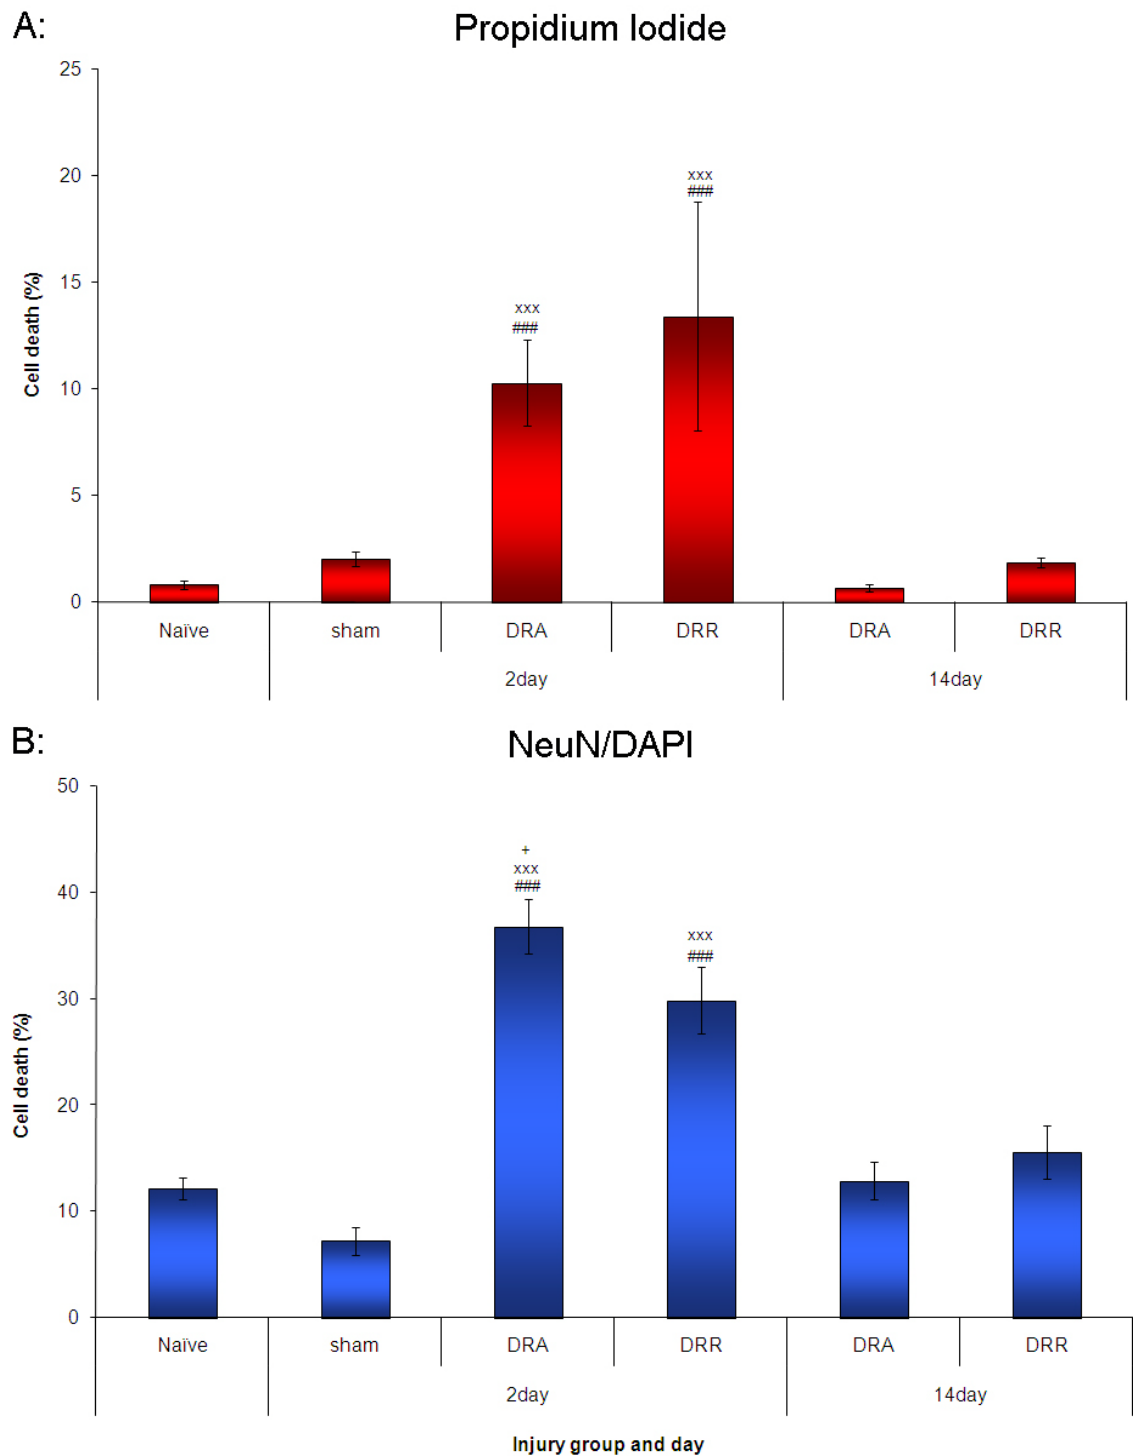 A:
Propidium Iodide
25
20
15
10
5
0
Cell death (%)
xxx
###
xxx
###
Naïve sham DRA DRR DRA DRR
2day 14day
B:
NeuN/DAPI
50
40
30
20
10
0
Cell death (%)
+
xxx
###
xxx
###
Naïve sham DRA DRR DRA DRR
2day 14day
Injury group and day